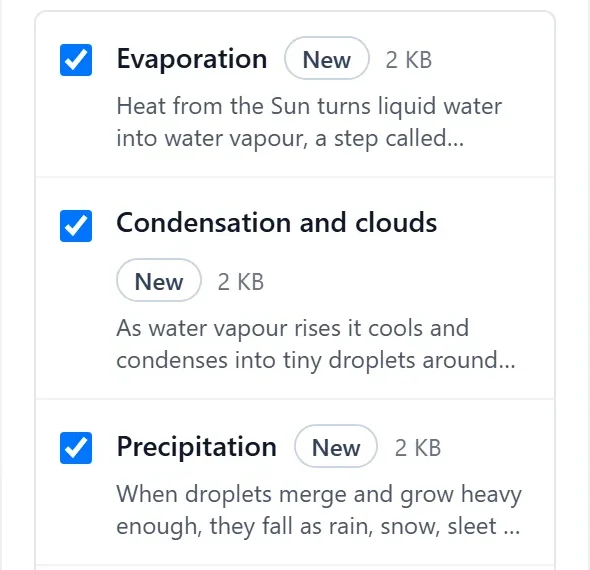 Evaporation New 2 KB
Heat from the Sun turns liquid water
into water vapour, a step called...
Condensation and clouds
New 2 KB
As water vapour rises it cools and
condenses into tiny droplets around...
Precipitation New 2 KB
When droplets merge and grow heavy
enough, they fall as rain, snow, sleet ...